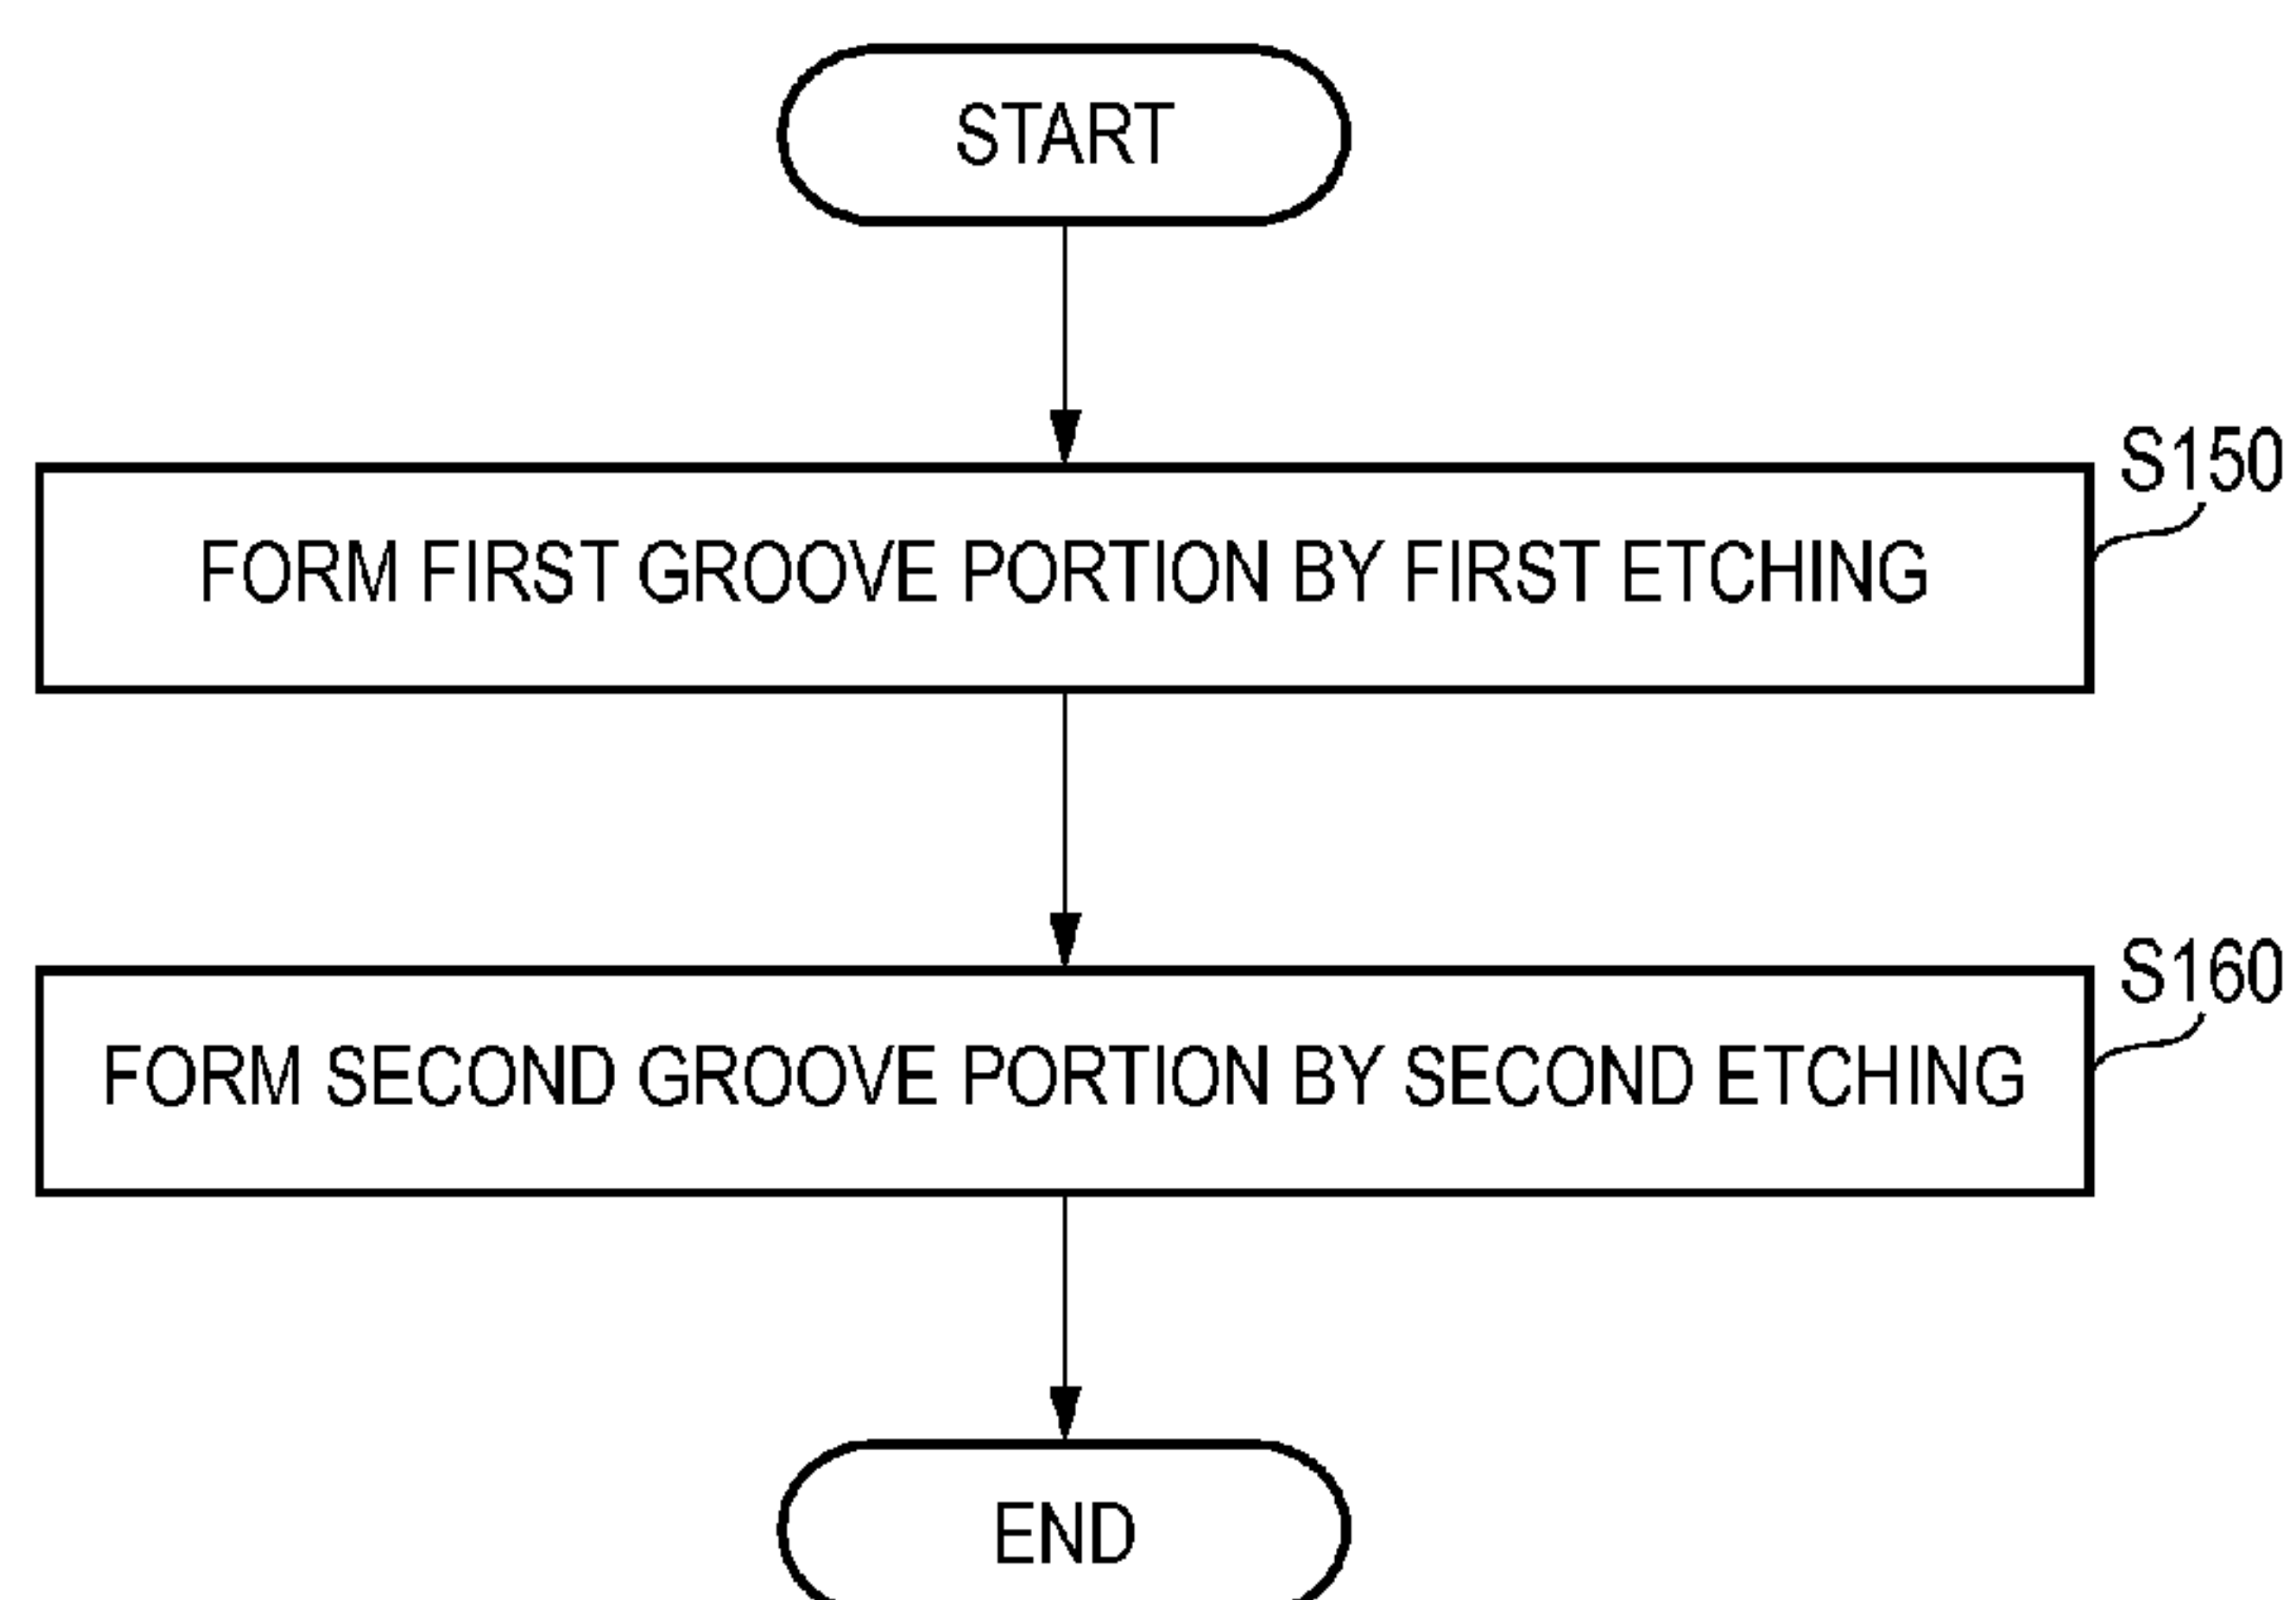 START
S150
FORM FIRST GROOVE PORTION BY FIRST ETCHING
S160
FORM SECOND GROOVE PORTION BY SECOND ETCHING
END